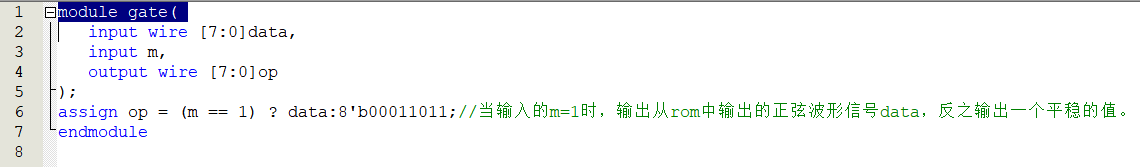 1 module gate(
2 input wire [7:0]data,
3 input m,
4 output wire [7:0]op
5 );
6 assign op = (m == 1) ? data:8'b00011011;//当输入的m=1时，输出从rom中输出的正弦波形信号data，反之输出一个平稳的值。
7 endmodule
8